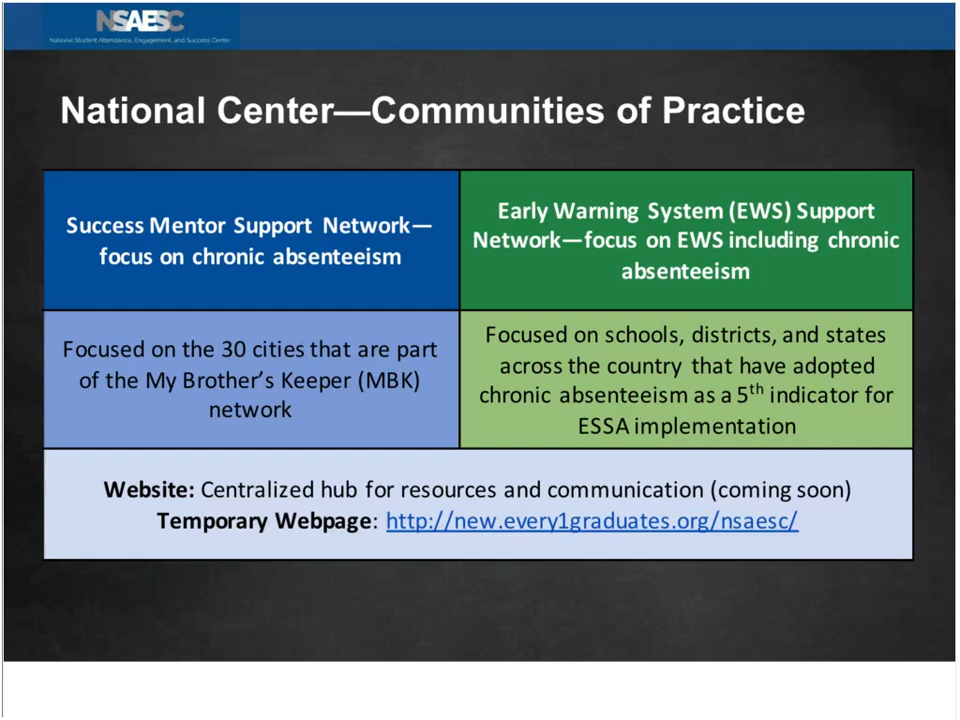 NSAESC
National Student Attendance, Engagement, and Success Center
National Center—Communities of Practice
Success Mentor Support Network—
focus on chronic absenteeism
Early Warning System (EWS) Support
Network—focus on EWS including chronic
absenteeism
Focused on the 30 cities that are part
of the My Brother's Keeper (MBK)
network
Focused on schools, districts, and states
across the country that have adopted
chronic absenteeism as a 5th indicator for
ESSA implementation
Website: Centralized hub for resources and communication (coming soon)
Temporary Webpage: http://new.every1graduates.org/nsaesc/